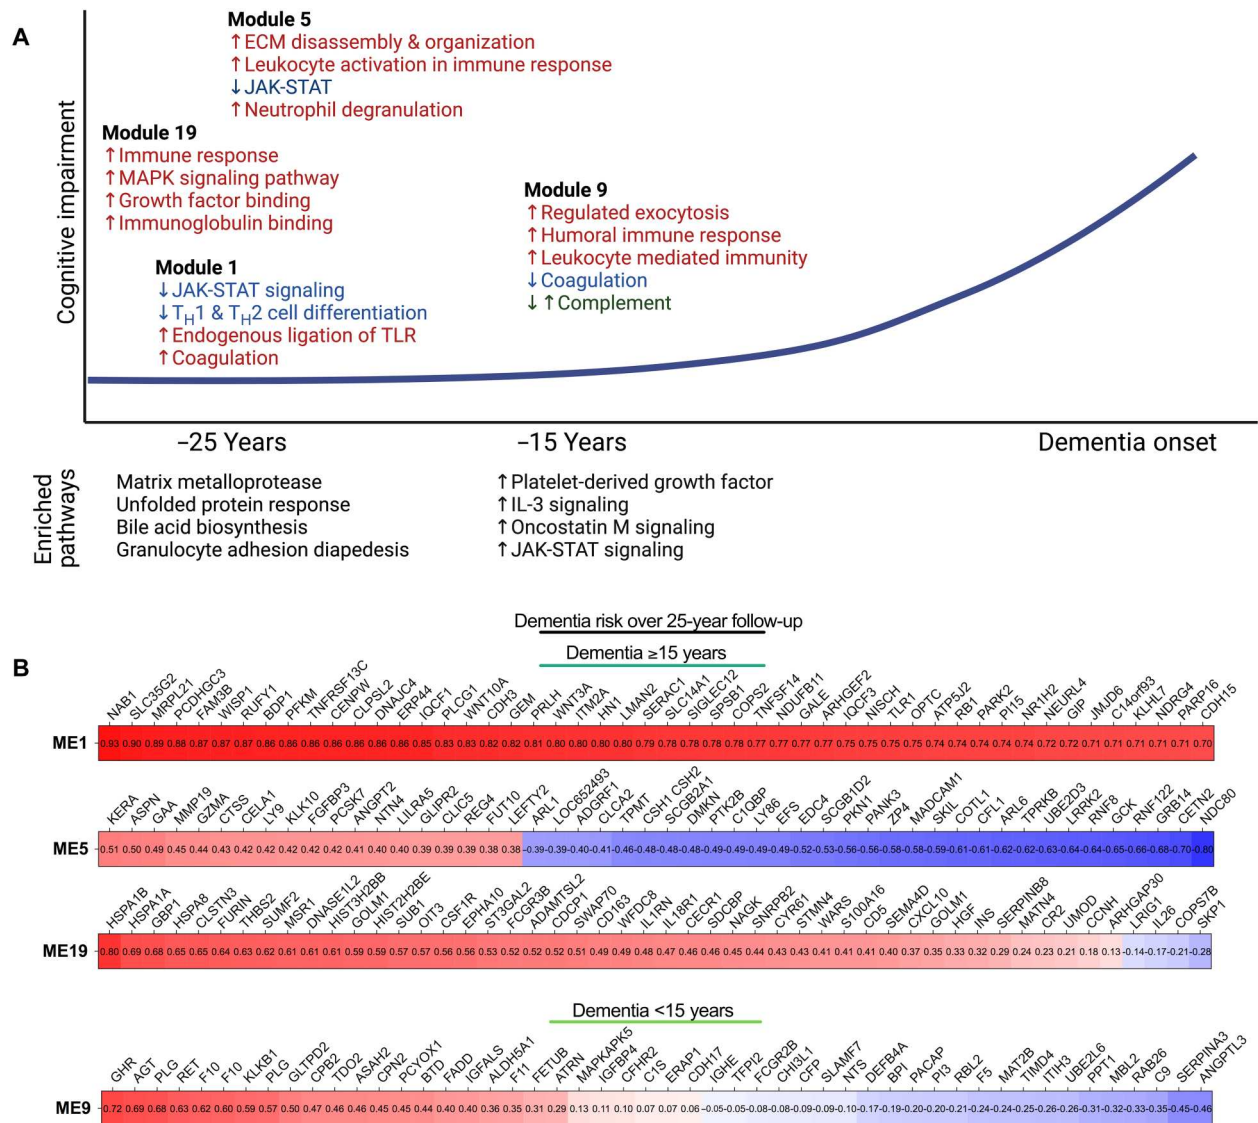 A
Cognitive impairment
Module 5
↑ECM disassembly & organization
↑Leukocyte activation in immune response
↓JAK-STAT
↑Neutrophil degranulation
Module 19
↑Immune response
↑MAPK signaling pathway
↑Growth factor binding
↑Immunoglobulin binding
Module 1
↓JAK-STAT signaling
↓TH1 & TH2 cell differentiation
↑Endogenous ligation of TLR
↑Coagulation
Module 9
↑Regulated exocytosis
↑Humoral immune response
↑Leukocyte mediated immunity
↓Coagulation
↓↑Complement
−25 Years −15 Years Dementia onset
Enriched pathways
Matrix metalloprotease
Unfolded protein response
Bile acid biosynthesis
Granulocyte adhesion diapedesis
↑Platelet-derived growth factor
↑IL-3 signaling
↑Oncostatin M signaling
↑JAK-STAT signaling
B
Dementia risk over 25-year follow-up
Dementia ≥15 years
NAB1 SLC35G2 MRPL21 PCDHGC3 FAM3B WISP1 RUFY1 BDP1 PFKM TNFRSF13C CENPW CLPSL2 DNAJC4 ERP44 IQCF1 PLCG1 WNT10A CDH3 GEM PRLH WNT3A ITM2A HN1 LMAN2 SERAC1 SLC14A1 SIGLEC12 SPSB1 COPS2 TNFSF14 NDUFB11 GALE ARHGEF2 IQCF3 NISCH TLR1 OPTC ATP5J2 RB1 PARK2 PI15 NR1H2 NEURL4 GIP JMJD6 C14orf93 KLHL7 NDRG4 PARP16 CDH15
ME1 0.93 0.90 0.89 0.88 0.87 0.87 0.87 0.86 0.86 0.86 0.86 0.86 0.86 0.86 0.85 0.83 0.83 0.82 0.82 0.81 0.80 0.80 0.80 0.80 0.79 0.78 0.78 0.78 0.78 0.77 0.77 0.77 0.77 0.75 0.75 0.75 0.75 0.74 0.74 0.74 0.74 0.74 0.72 0.72 0.71 0.71 0.71 0.71 0.71 0.70
KERA ASPN GAA MMP19 GZMA CTSS CELA1 LY9 KLK10 FGFBP3 PCSK7 ANGPT2 NTN4 LILRA5 GLIPR2 CLIC5 REG4 FUT10 LEFTY2 ARL1 LOC652493 ADGRF1 CLCA2 TPMT CSH1 CSH2 SCGB2A1 DMKN PTK2B C1QBP LY86 EFS EDC4 SCGB1D2 PKN1 PANK3 ZP4 MADCAM1 SKIL COTL1 CFL1 ARL6 TPRKB UBE2D3 LRRK2 RNF8 GCK RNF122 GRB14 CETN2 NDC80
ME5 0.51 0.50 0.49 0.45 0.44 0.43 0.42 0.42 0.42 0.42 0.42 0.41 0.40 0.40 0.39 0.39 0.39 0.38 0.38 -0.39 -0.39 -0.40 -0.41 -0.46 -0.48 -0.48 -0.48 -0.49 -0.49 -0.49 -0.49 -0.52 -0.53 -0.56 -0.56 -0.58 -0.58 -0.59 -0.61 -0.61 -0.62 -0.62 -0.63 -0.64 -0.64 -0.65 -0.66 -0.68 -0.70 -0.80
HSPA1B HSPA1A GBP1 HSPA8 CLSTN3 FURIN THBS2 SUMF2 MSR1 DNASE1L2 HIST3H2BB GOLM1 HIST2H2BE SUB1 OIT3 CSF1R EPHA10 ST3GAL2 FCGR3B ADAMTSL2 CDCP1 SWAP70 CD163 WFDC8 IL1RN IL18R1 CECR1 SDCBP NAGK SNRPB2 CYR61 STMN4 WARS S100A16 CD5 SEMA4D CXCL10 GOLM1 HGF INS SERPINB8 MATN4 CR2 UMOD CCNH ARHGAP30 LRIG1 IL26 COPS7B SKP1
ME19 0.80 0.69 0.68 0.65 0.65 0.64 0.63 0.62 0.61 0.61 0.61 0.59 0.59 0.57 0.57 0.56 0.56 0.53 0.52 0.52 0.52 0.51 0.49 0.49 0.48 0.47 0.46 0.46 0.45 0.44 0.43 0.43 0.41 0.41 0.41 0.40 0.37 0.35 0.33 0.32 0.29 0.24 0.23 0.21 0.18 0.13 -0.14 -0.17 -0.21 -0.28
Dementia <15 years
GHR AGT PLG RET F10 F10 KLKB1 PLG GLTPD2 CPB2 TDO2 ASAH2 CPN2 PCYOX1 BTD FADD IGFALS ALDH5A1 F11 FETUB ATRN MAPKAPK5 IGFBP4 CFHR2 C1S ERAP1 CDH17 IGHE TFPI2 FCGR2B CHI3L1 CFP SLAMF7 NTS DEFB4A BPI PACAP PI3 RBL2 F5 MAT2B TIMD4 ITIH3 UBE2L6 PPT1 MBL2 RAB26 C9 SERPINA3 ANGPTL3
ME9 0.72 0.69 0.68 0.63 0.62 0.60 0.59 0.57 0.50 0.47 0.46 0.46 0.45 0.45 0.44 0.40 0.40 0.36 0.35 0.31 0.29 0.13 0.11 0.10 0.07 0.07 0.06 -0.05 -0.05 -0.08 -0.08 -0.09 -0.09 -0.10 -0.17 -0.19 -0.20 -0.20 -0.21 -0.24 -0.24 -0.25 -0.26 -0.26 -0.31 -0.32 -0.33 -0.35 -0.45 -0.46